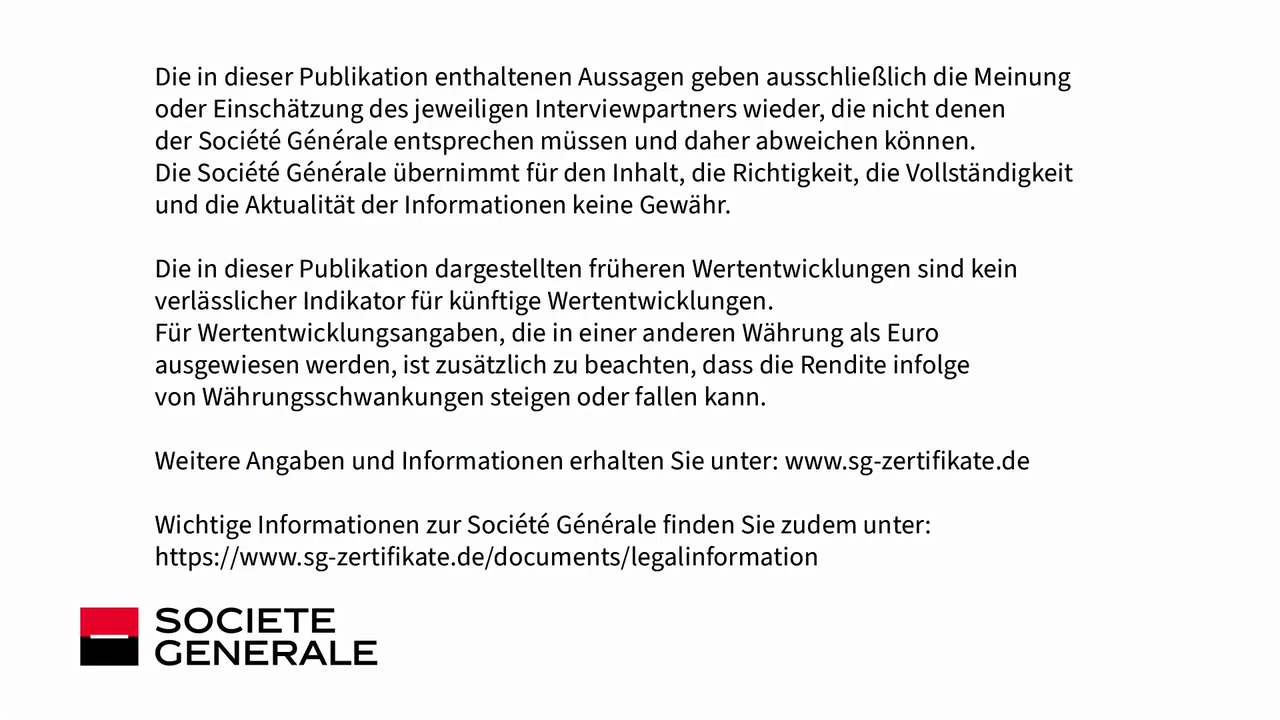 Die in dieser Publikation enthaltenen Aussagen geben ausschließlich die Meinung
oder Einschätzung des jeweiligen Interviewpartners wieder, die nicht denen
der Société Générale entsprechen müssen und daher abweichen können.
Die Société Générale übernimmt für den Inhalt, die Richtigkeit, die Vollständigkeit
und die Aktualität der Informationen keine Gewähr.
Die in dieser Publikation dargestellten früheren Wertentwicklungen sind kein
verlässlicher Indikator für künftige Wertentwicklungen.
Für Wertentwicklungsangaben, die in einer anderen Währung als Euro
ausgewiesen werden, ist zusätzlich zu beachten, dass die Rendite infolge
von Währungsschwankungen steigen oder fallen kann.
Weitere Angaben und Informationen erhalten Sie unter: www.sg-zertifikate.de
Wichtige Informationen zur Société Générale finden Sie zudem unter:
https://www.sg-zertifikate.de/documents/legalinformation
SOCIETE
GENERALE